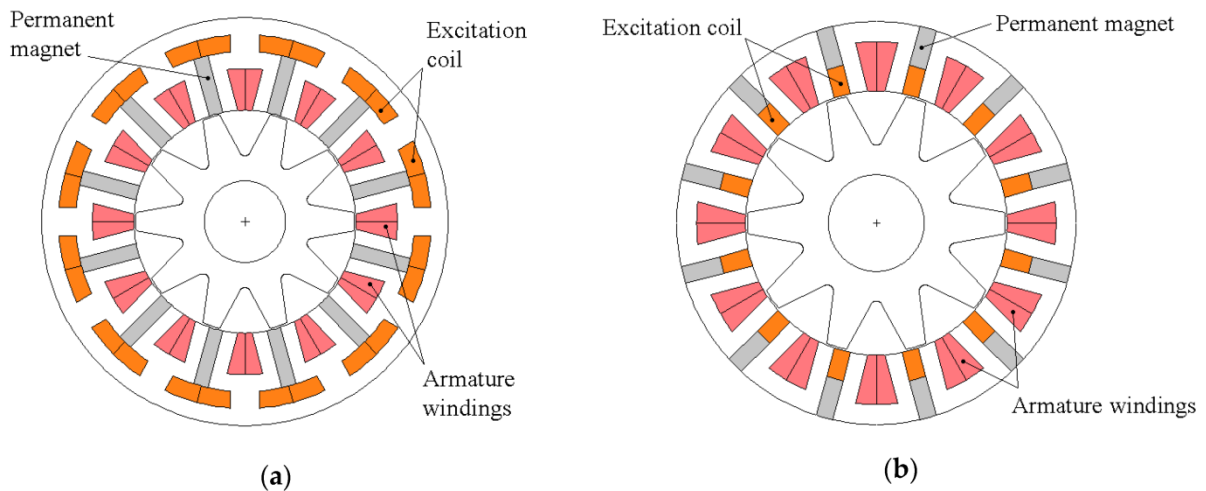 Permanent
magnet
Excitation
coil
Armature
windings
(a)
Excitation coil
Permanent magnet
Armature windings
(b)